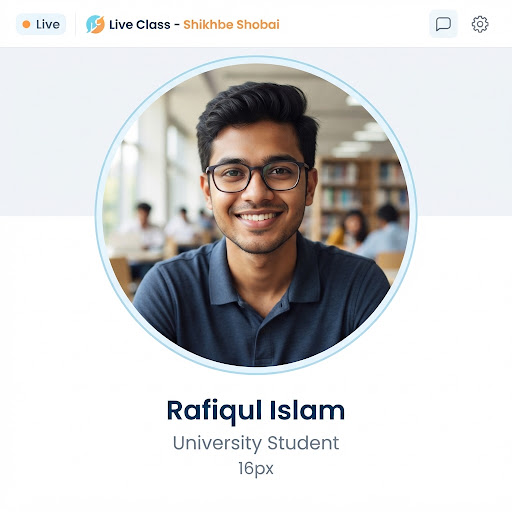 Live
Live Class - Shikhbe Shobai
Rafiqul Islam
University Student
16px